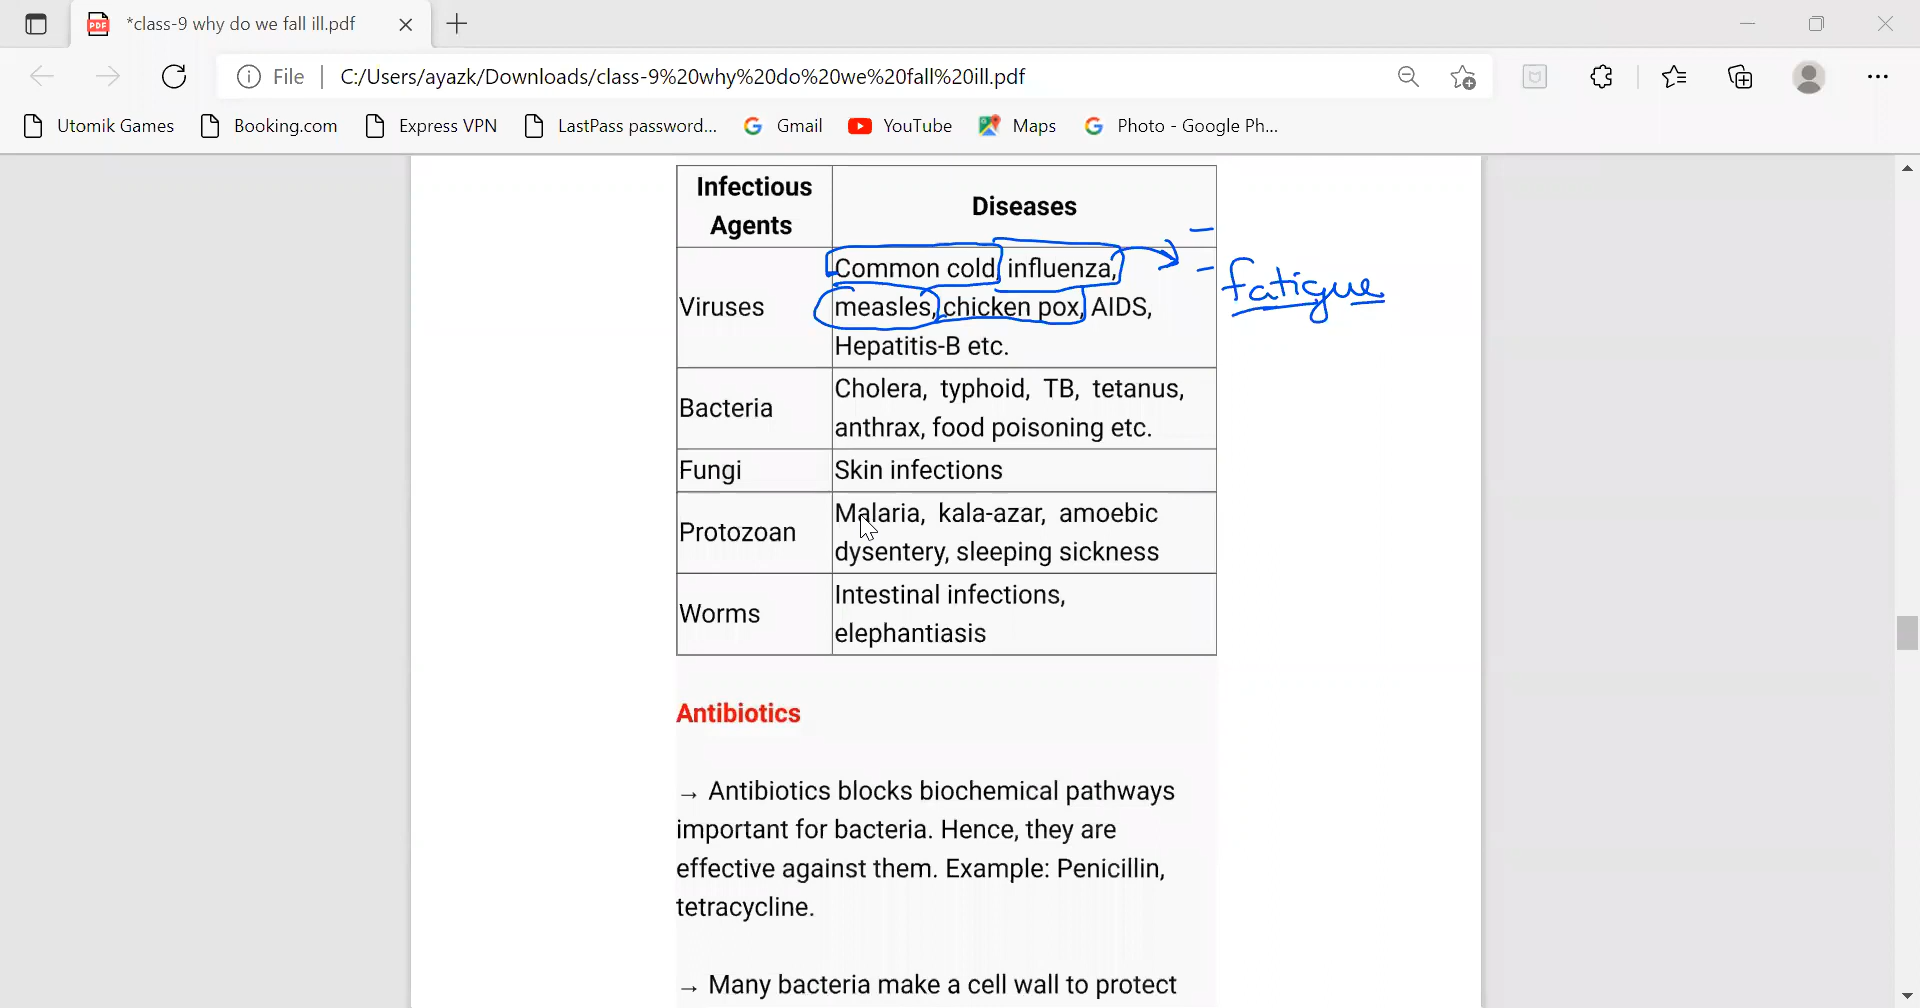 *class-9 why do we fall ill.pdf
File C:/Users/ayazk/Downloads/class-9%20why%20do%20we%20fall%20ill.pdf
Utomik Games Booking.com Express VPN LastPass password... Gmail YouTube Maps Photo - Google Ph...
Infectious
Agents
Diseases
Viruses
Common cold, influenza,
measles, chicken pox, AIDS,
Hepatitis-B etc.
fatigue
Bacteria
Cholera, typhoid, TB, tetanus,
anthrax, food poisoning etc.
Fungi
Skin infections
Protozoan
Malaria, kala-azar, amoebic
dysentery, sleeping sickness
Worms
Intestinal infections,
elephantiasis
Antibiotics
→ Antibiotics blocks biochemical pathways
important for bacteria. Hence, they are
effective against them. Example: Penicillin,
tetracycline.
→ Many bacteria make a cell wall to protect